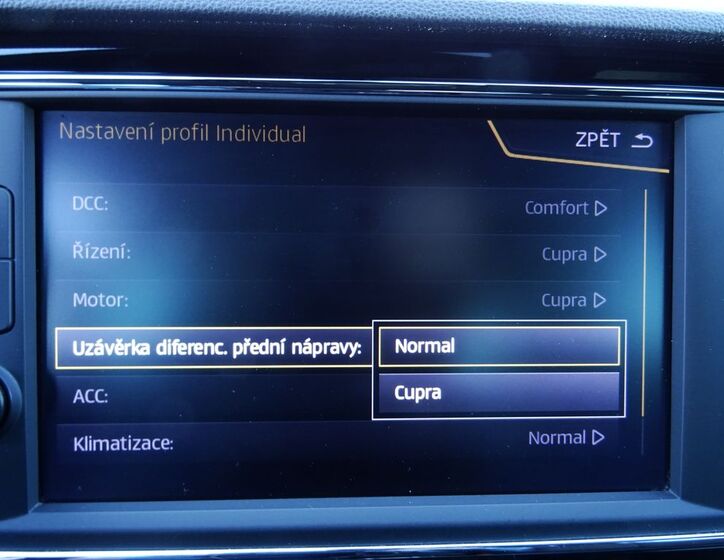 Nastavení profil Individual
ZPĚT
DCC: Comfort
Řízení: Cupra
Motor: Cupra
Uzávěrka diferenc. přední nápravy: Normal
Cupra
ACC:
Klimatizace: Normal